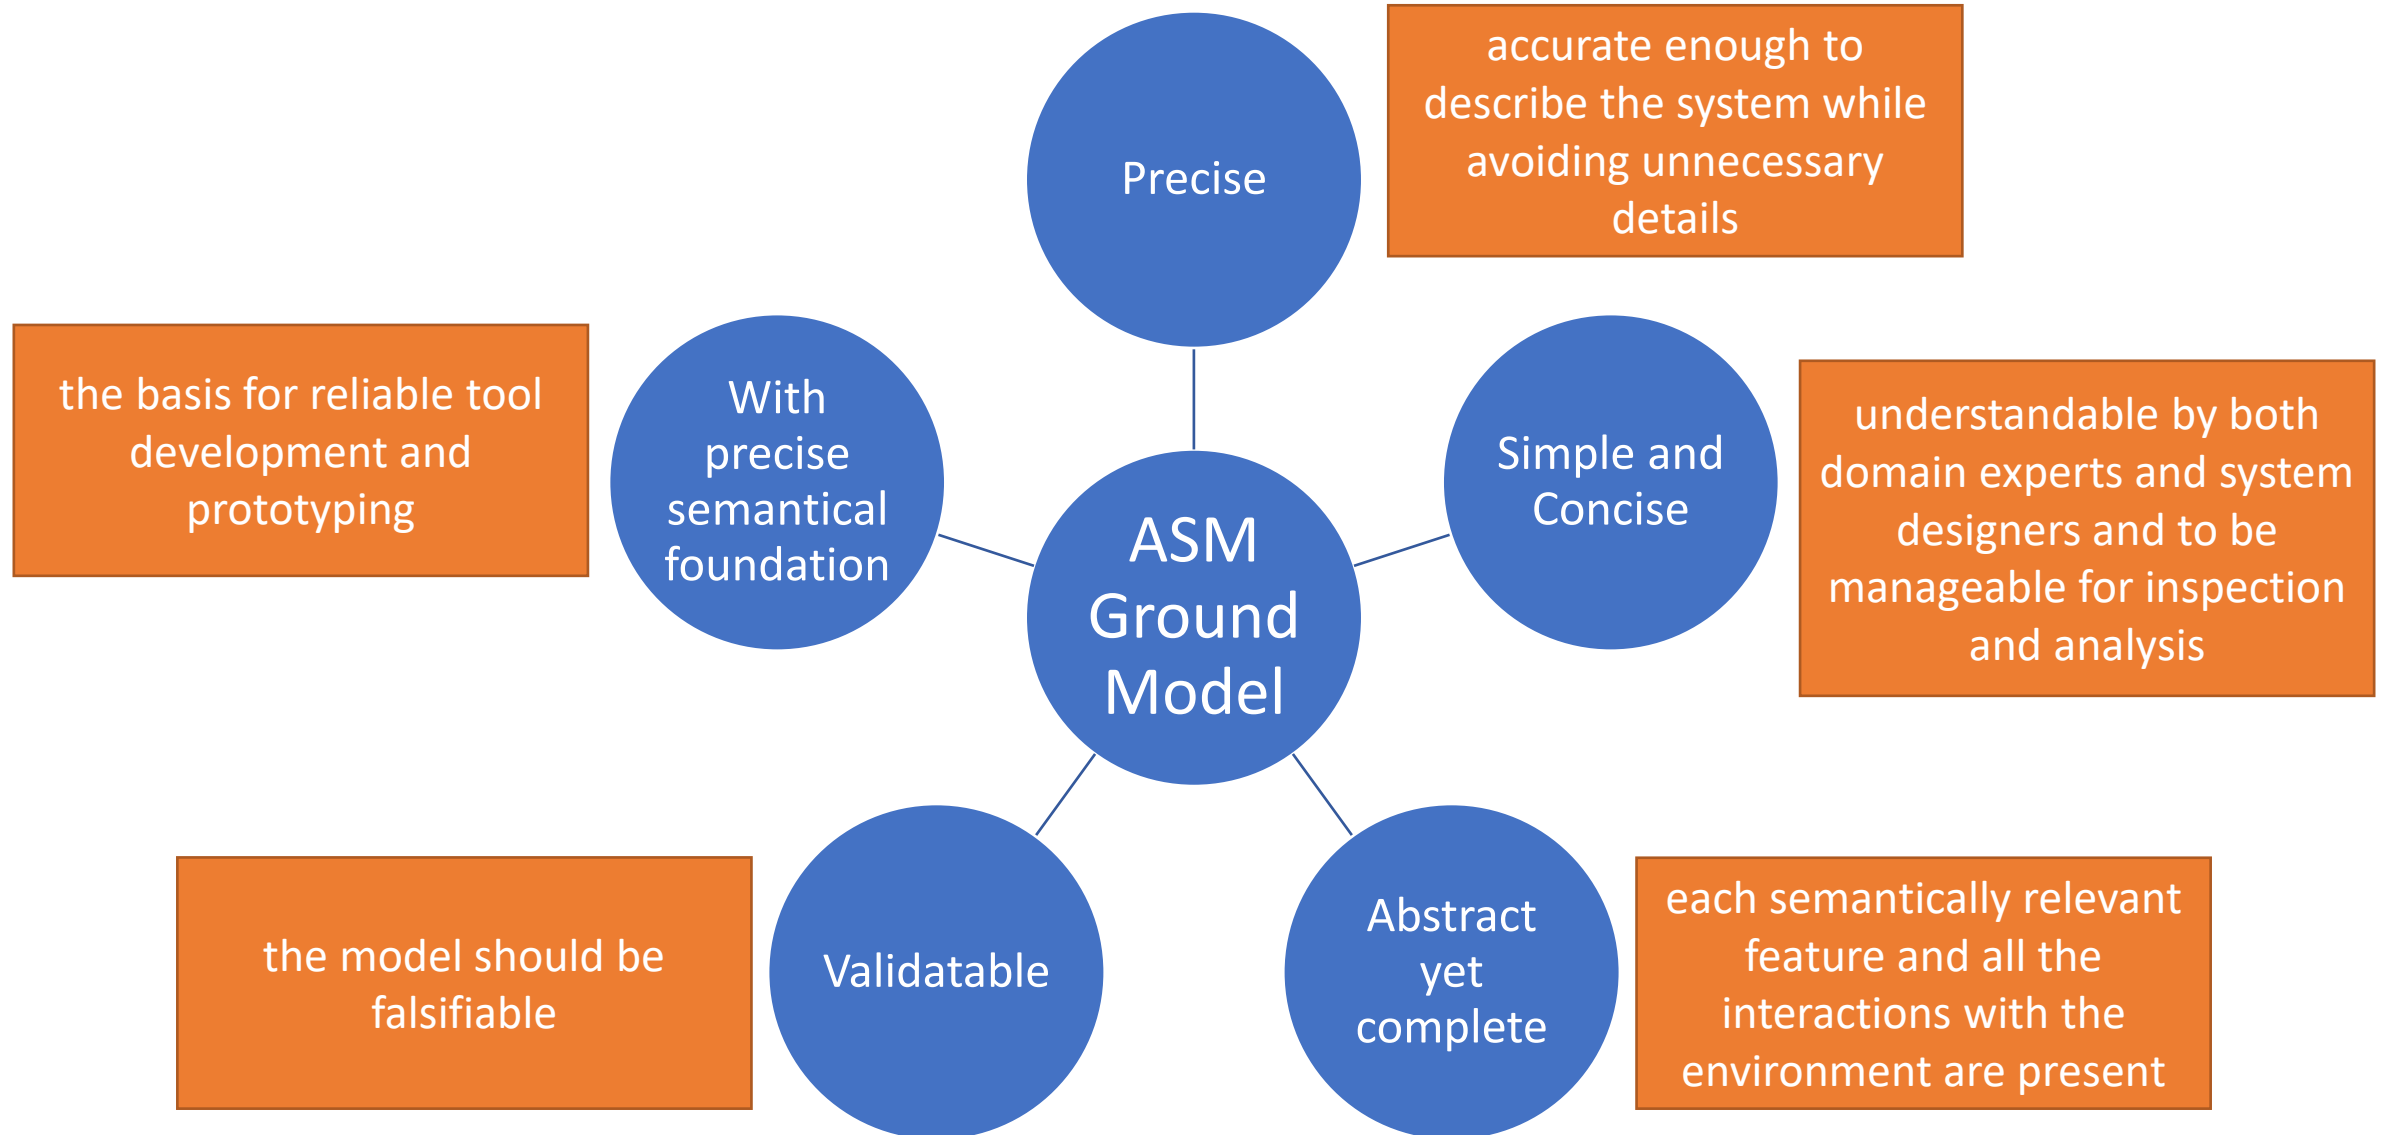 Precise
accurate enough to
describe the system while
avoiding unnecessary
details
the basis for reliable tool
development and
prototyping
With
precise
semantical
foundation
Simple and
Concise
understandable by both
domain experts and system
designers and to be
manageable for inspection
and analysis
ASM
Ground
Model
the model should be
falsifiable
Validatable
Abstract
yet
complete
each semantically relevant
feature and all the
interactions with the
environment are present